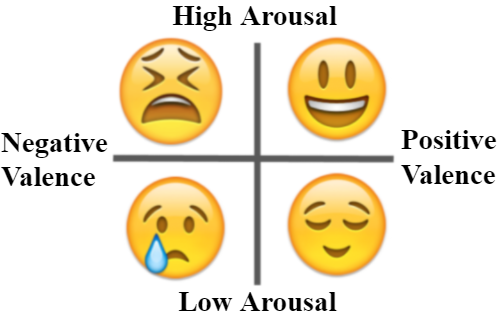 High Arousal
Negative
Valence
Positive
Valence
Low Arousal